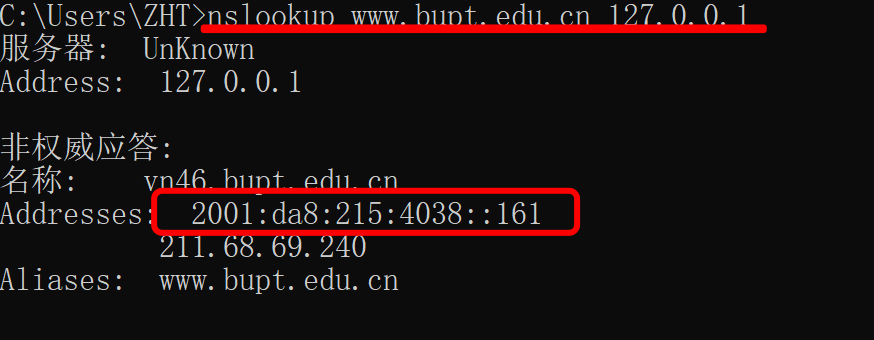 C:\Users\ZHT>nslookup www.bupt.edu.cn 127.0.0.1
服务器:  UnKnown
Address:  127.0.0.1
非权威应答:
名称:    vn46.bupt.edu.cn
Addresses:  2001:da8:215:4038::161
211.68.69.240
Aliases:  www.bupt.edu.cn